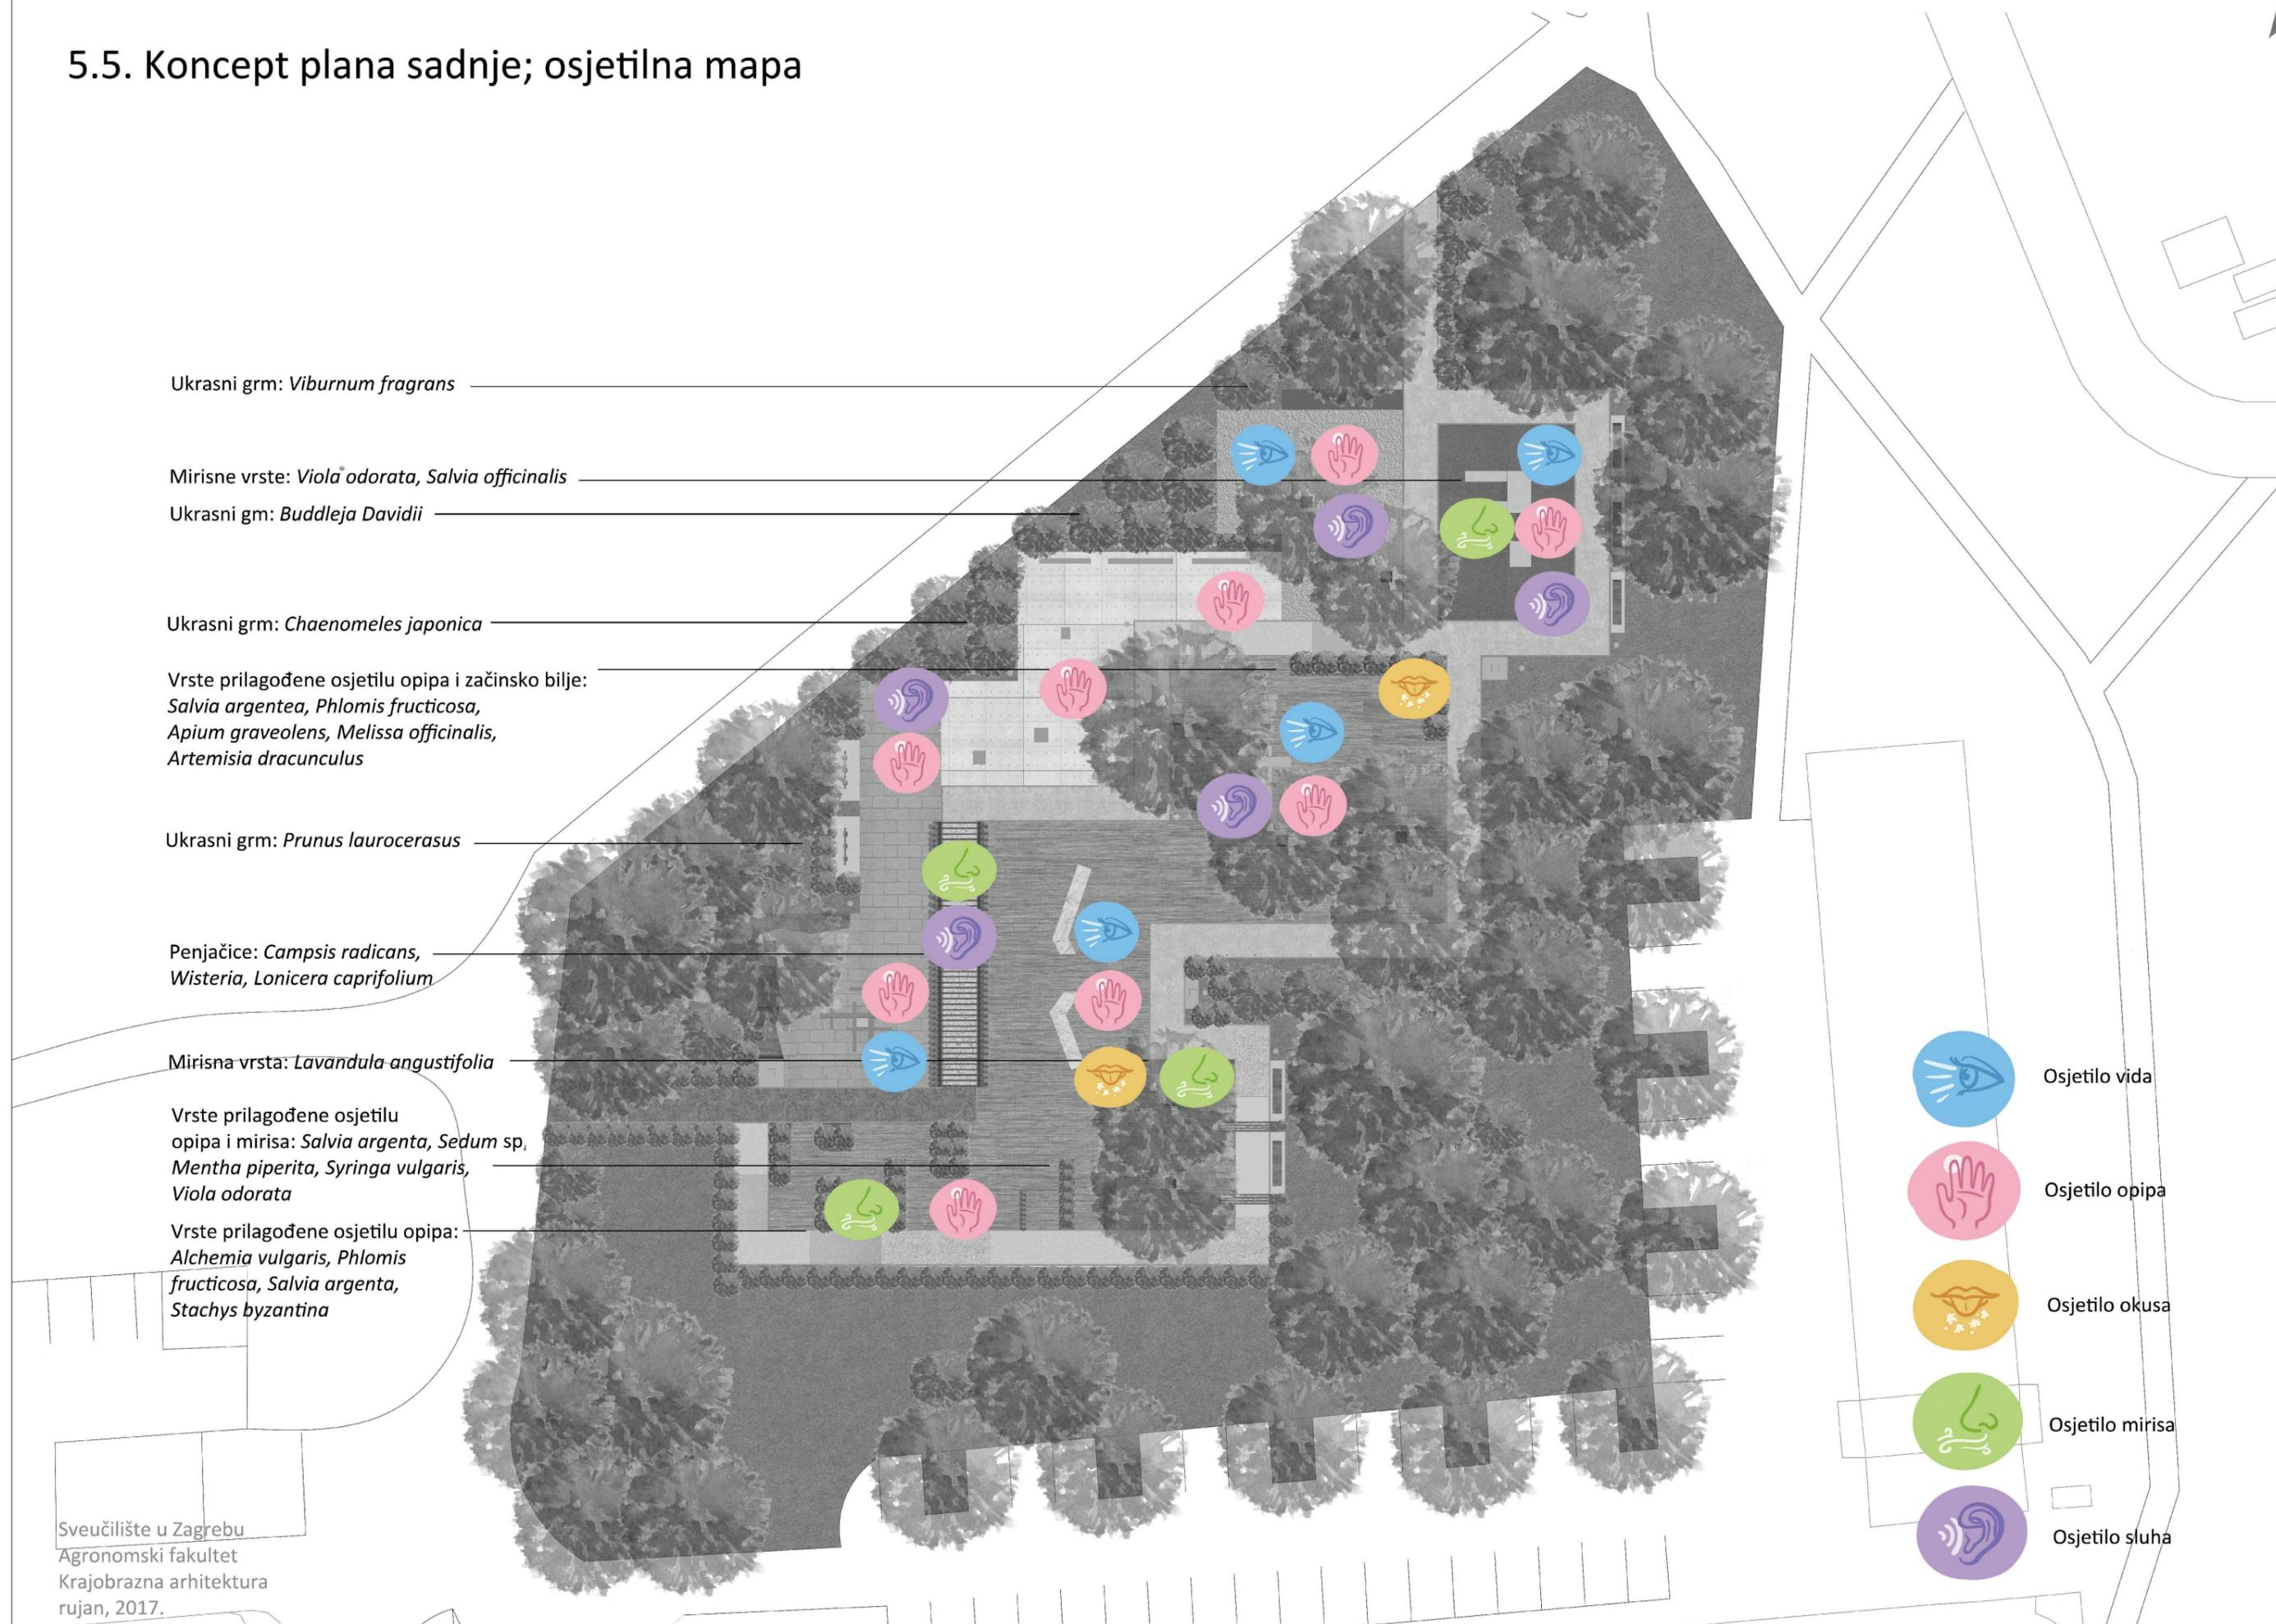 5.5. Koncept plana sadnje; osjetilna mapa
Ukrasni grm: Viburnum fragrans
Mirisne vrste: Viola odorata, Salvia officinalis
Ukrasni gm: Buddleja Davidii
Ukrasni grm: Chaenomeles japonica
Vrste prilagođene osjetilu opipa i začinsko bilje:
Salvia argentea, Phlomis fructicosa,
Apium graveolens, Melissa officinalis,
Artemisia dracunculus
Ukrasni grm: Prunus laurocerasus
Penjačice: Campsis radicans,
Wisteria, Lonicera caprifolium
Mirisna vrsta: Lavandula angustifolia
Vrste prilagođene osjetilu
opipa i mirisa: Salvia argenta, Sedum sp,
Mentha piperita, Syringa vulgaris,
Viola odorata
Vrste prilagođene osjetilu opipa:
Alchemia vulgaris, Phlomis
fructicosa, Salvia argenta,
Stachys byzantina
Osjetilo vida
Osjetilo opipa
Osjetilo okusa
Osjetilo mirisa
Osjetilo sluha
Sveučilište u Zagrebu
Agronomski fakultet
Krajobrazna arhitektura
rujan, 2017.